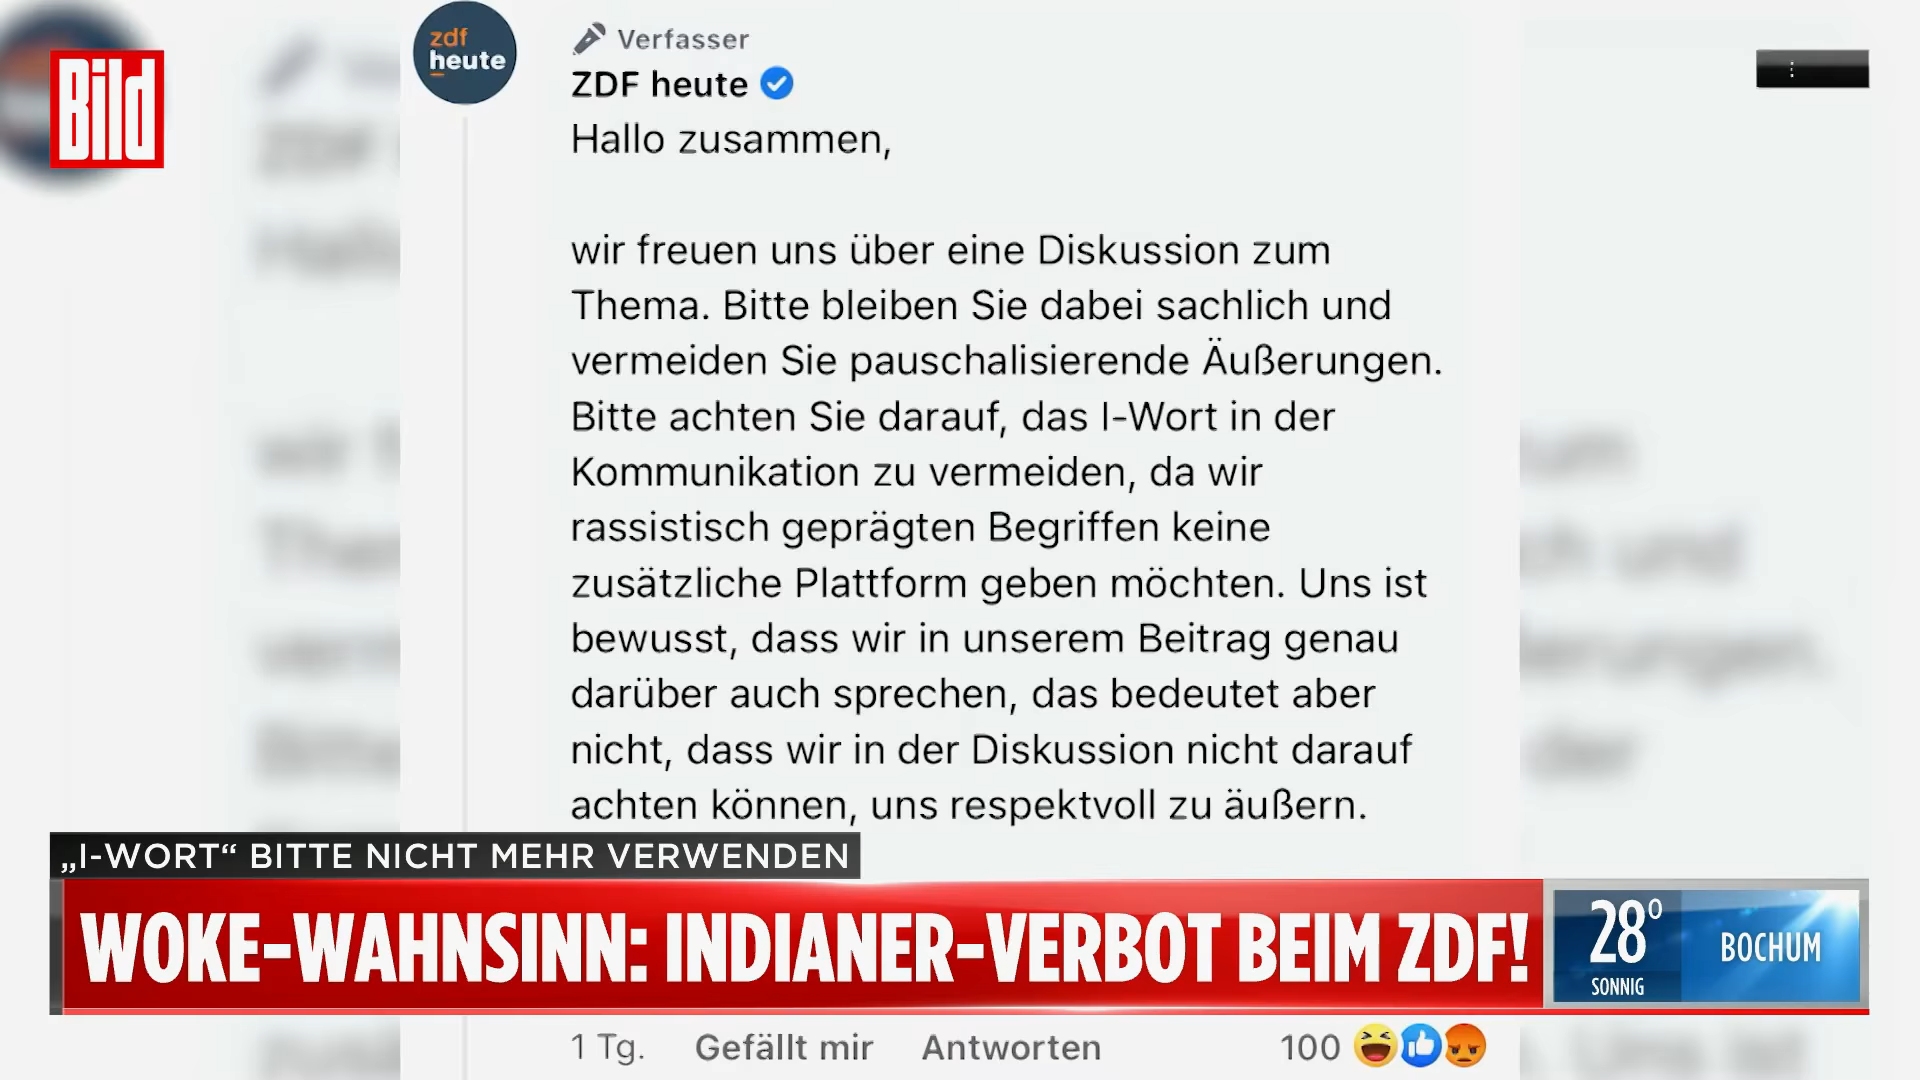 Bild
zdf
heute
Verfasser
ZDF heute
Hallo zusammen,
wir freuen uns über eine Diskussion zum
Thema. Bitte bleiben Sie dabei sachlich und
vermeiden Sie pauschalisierende Äußerungen.
Bitte achten Sie darauf, das I-Wort in der
Kommunikation zu vermeiden, da wir
rassistisch geprägten Begriffen keine
zusätzliche Plattform geben möchten. Uns ist
bewusst, dass wir in unserem Beitrag genau
darüber auch sprechen, das bedeutet aber
nicht, dass wir in der Diskussion nicht darauf
achten können, uns respektvoll zu äußern.
„I-WORT“ BITTE NICHT MEHR VERWENDEN
WOKE-WAHNSINN: INDIANER-VERBOT BEIM ZDF!
28°
SONNIG
BOCHUM
1 Tg. Gefällt mir Antworten 100